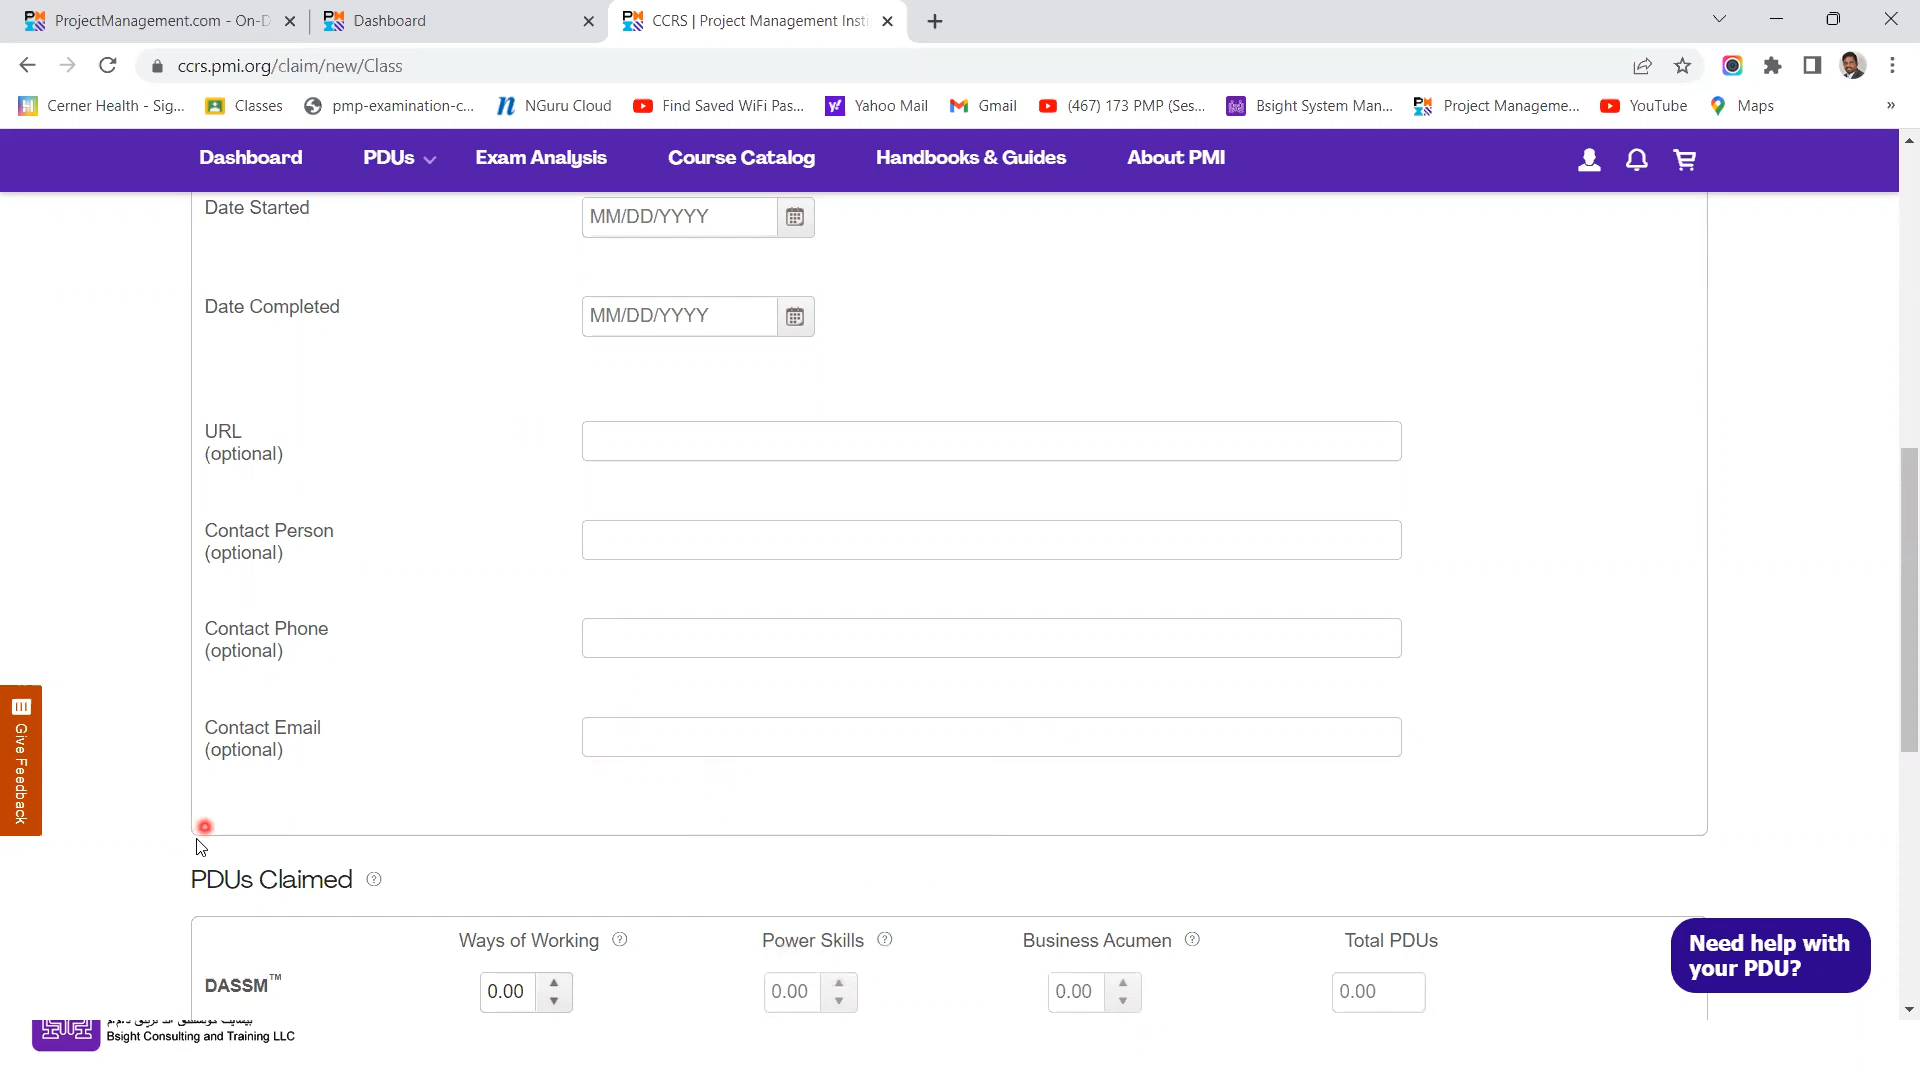 ProjectManagement.com - On-D
Dashboard
CCRS | Project Management Insti
ccrs.pmi.org/claim/new/Class
Cerner Health - Sig...
Classes
pmp-examination-c...
NGuru Cloud
Find Saved WiFi Pas...
Yahoo Mail
Gmail
(467) 173 PMP (Ses...
Bsight System Man...
Project Manageme...
YouTube
Maps
»
Dashboard
PDUs
Exam Analysis
Course Catalog
Handbooks & Guides
About PMI
Date Started
MM/DD/YYYY
Date Completed
MM/DD/YYYY
URL
(optional)
Contact Person
(optional)
Contact Phone
(optional)
Contact Email
(optional)
Give Feedback
PDUs Claimed ?
Ways of Working ?
Power Skills ?
Business Acumen ?
Total PDUs
DASSM™
0.00
0.00
0.00
0.00
Need help with
your PDU?
Bsight Consulting and Training LLC